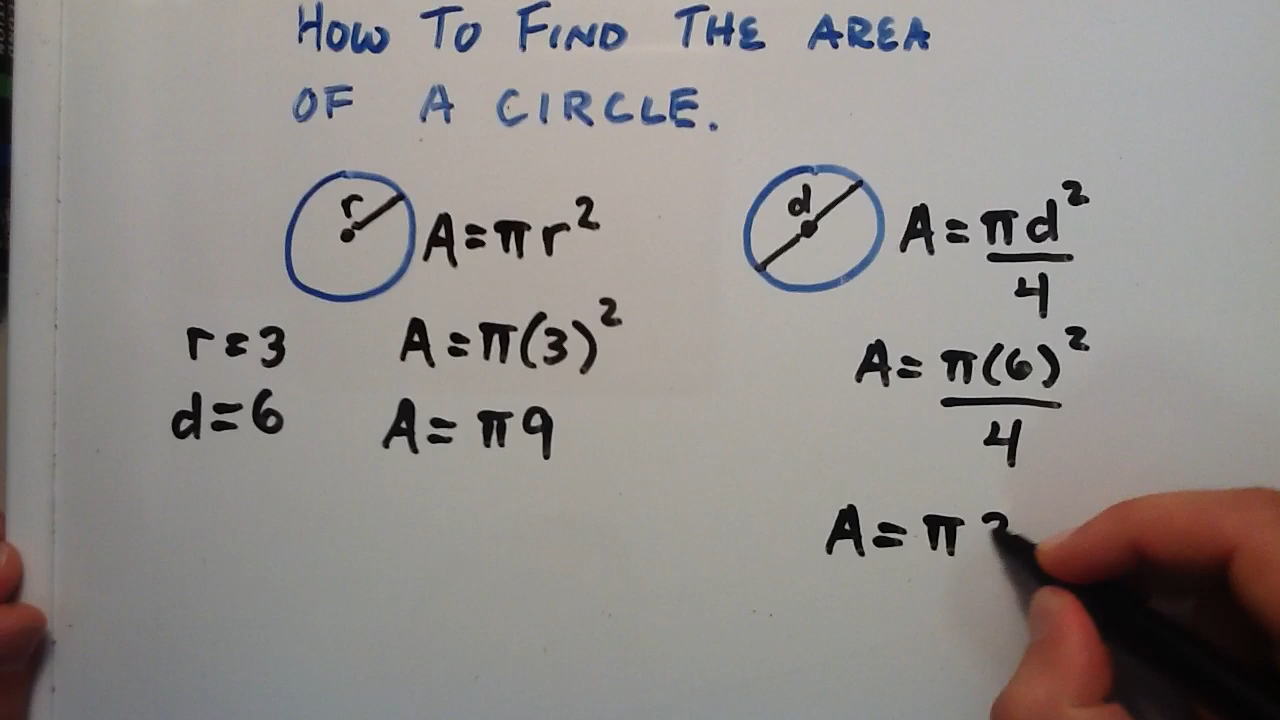 HOW TO FIND THE AREA
OF A CIRCLE.
r
A = πr²
r = 3
d = 6
A = π(3)²
A = π9
d
A = πd²
4
A = π(6)²
4
A = π